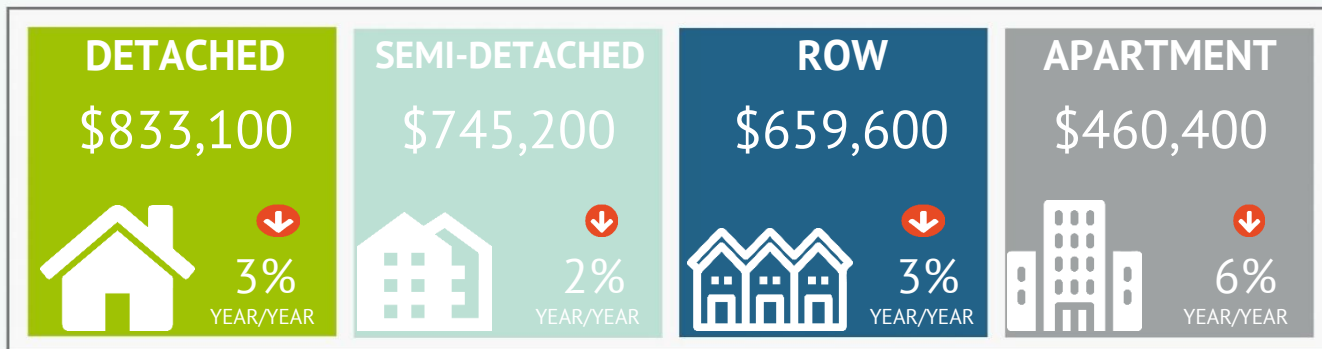 DETACHED
$833,100
3%
YEAR/YEAR
SEMI-DETACHED
$745,200
2%
YEAR/YEAR
ROW
$659,600
3%
YEAR/YEAR
APARTMENT
$460,400
6%
YEAR/YEAR